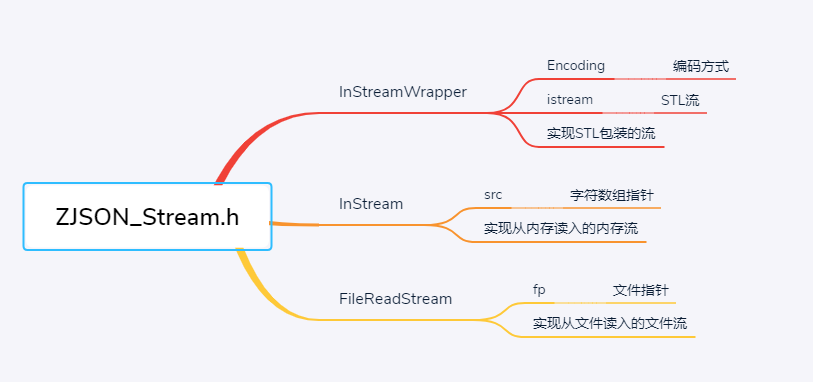 ZJSON_Stream.h
InStreamWrapper
Encoding 编码方式
istream STL流
实现STL包装的流
InStream
src 字符数组指针
实现从内存读入的内存流
FileReadStream
fp 文件指针
实现从文件读入的文件流